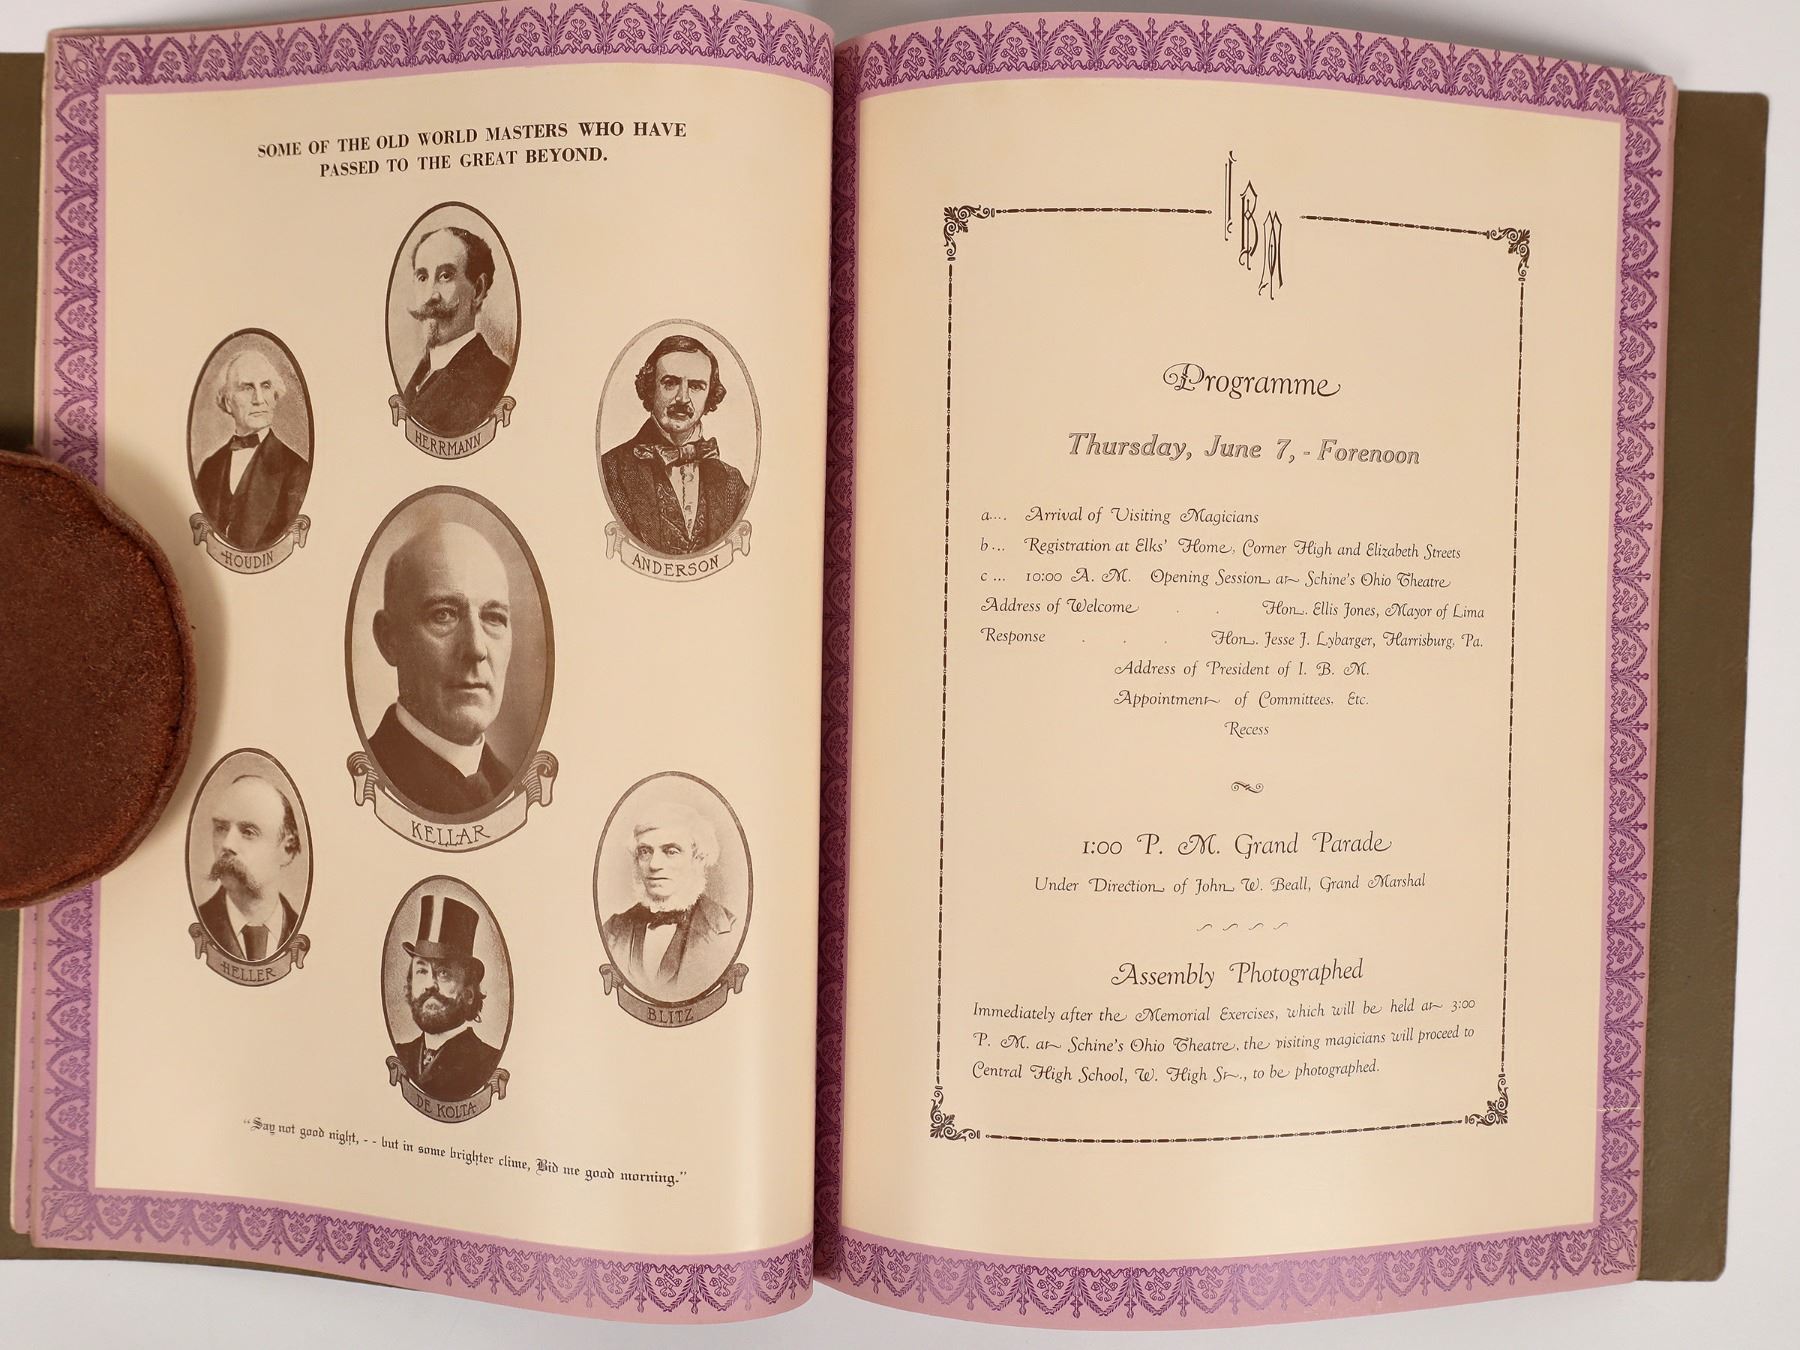 SOME OF THE OLD WORLD MASTERS WHO HAVE
PASSED TO THE GREAT BEYOND.
HERRMANN
HOUDIN
ANDERSON
KELLAR
HELLER
BLITZ
DE KOLTA
"Say not good night, - - but in some brighter clime, Bid me good morning."
IBM
Programme
Thursday, June 7, - Forenoon
a.... Arrival of Visiting Magicians
b... Registration at Elks' Home, Corner High and Elizabeth Streets
c ... 10:00 A. M. Opening Session at Schine's Ohio Theatre
Address of Welcome . . Hon. Ellis Jones, Mayor of Lima
Response . . . Hon. Jesse J. Lybarger, Harrisburg, Pa.
Address of President of I. B. M.
Appointment of Committees, Etc.
Recess
1:00 P. M. Grand Parade
Under Direction of John W. Beall, Grand Marshal
Assembly Photographed
Immediately after the Memorial Exercises, which will be held at 3:00
P. M. at Schine's Ohio Theatre, the visiting magicians will proceed to
Central High School, W. High St., to be photographed.